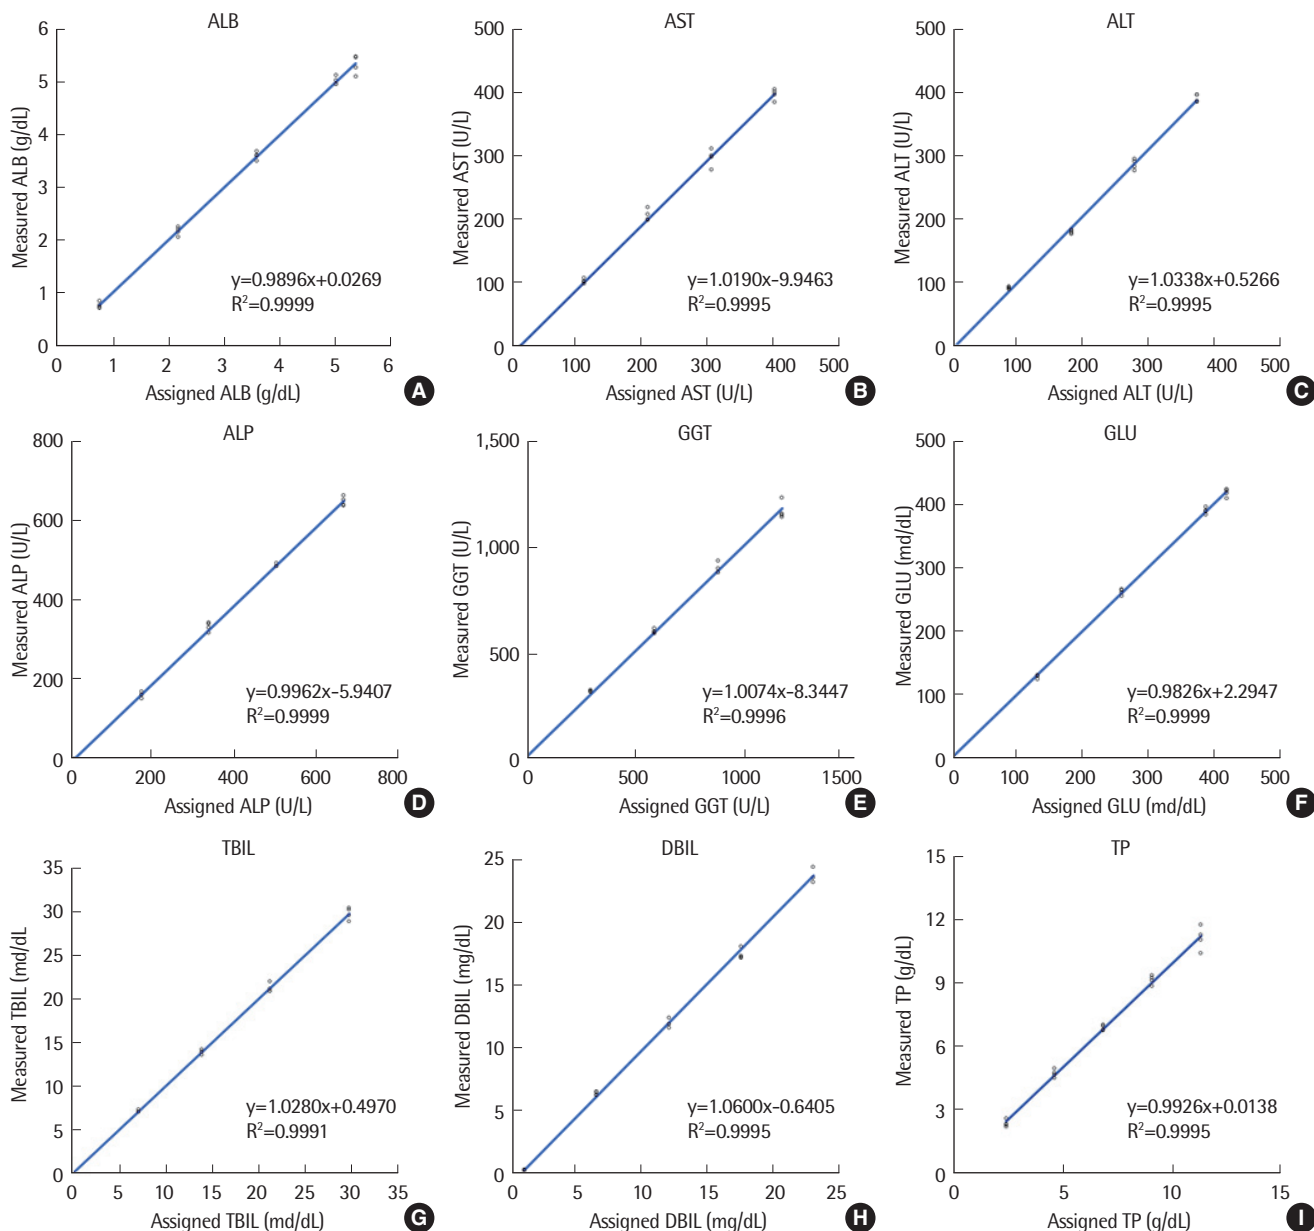 ALB
6
5
4
3
2
1
0
Measured ALB (g/dL)
y=0.9896x+0.0269
R²=0.9999
0 1 2 3 4 5 6
Assigned ALB (g/dL)
A
AST
500
400
300
200
100
0
Measured AST (U/L)
y=1.0190x−9.9463
R²=0.9995
0 100 200 300 400 500
Assigned AST (U/L)
B
ALT
500
400
300
200
100
0
Measured ALT (U/L)
y=1.0338x+0.5266
R²=0.9995
0 100 200 300 400 500
Assigned ALT (U/L)
C
ALP
800
600
400
200
0
Measured ALP (U/L)
y=0.9962x−5.9407
R²=0.9999
0 200 400 600 800
Assigned ALP (U/L)
D
GGT
1,500
1,000
500
0
Measured GGT (U/L)
y=1.0074x−8.3447
R²=0.9996
0 500 1000 1500
Assigned GGT (U/L)
E
GLU
500
400
300
200
100
0
Measured GLU (md/dL)
y=0.9826x+2.2947
R²=0.9999
0 100 200 300 400 500
Assigned GLU (md/dL)
F
TBIL
35
30
25
20
15
10
5
0
Measured TBIL (md/dL
y=1.0280x+0.4970
R²=0.9991
0 5 10 15 20 25 30 35
Assigned TBIL (md/dL)
G
DBIL
25
20
15
10
5
0
Measured DBIL (mg/dL)
y=1.0600x−0.6405
R²=0.9995
0 5 10 15 20 25
Assigned DBIL (mg/dL)
H
TP
15
12
9
6
3
0
Measured TP (g/dL)
y=0.9926x+0.0138
R²=0.9995
0 5 10 15
Assigned TP (g/dL)
I